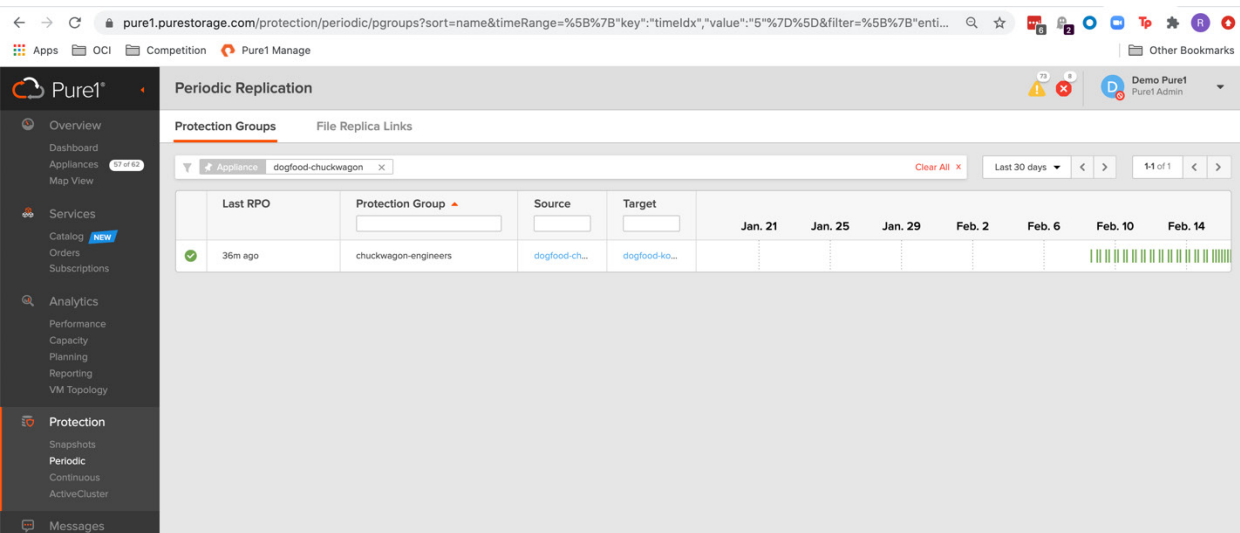 pure1.purestorage.com/protection/periodic/pgroups?sort=name&timeRange=%5B%7B"key":"timeIdx","value":"5"%7D%5D&filter=%5B%7B"enti...
6
2
Tp
R
Apps OCI Competition Pure1 Manage Other Bookmarks
Pure1®
Periodic Replication
73
8
D
Demo Pure1
Pure1 Admin
Overview
Dashboard
Appliances 57 of 62
Map View
Services
Catalog NEW
Orders
Subscriptions
Analytics
Performance
Capacity
Planning
Reporting
VM Topology
Protection
Snapshots
Periodic
Continuous
ActiveCluster
Messages
Protection Groups File Replica Links
Appliance dogfood-chuckwagon × Clear All × Last 30 days < > 1-1 of 1 < >
Last RPO Protection Group Source Target
Jan. 21 Jan. 25 Jan. 29 Feb. 2 Feb. 6 Feb. 10 Feb. 14
36m ago chuckwagon-engineers dogfood-ch... dogfood-ko...